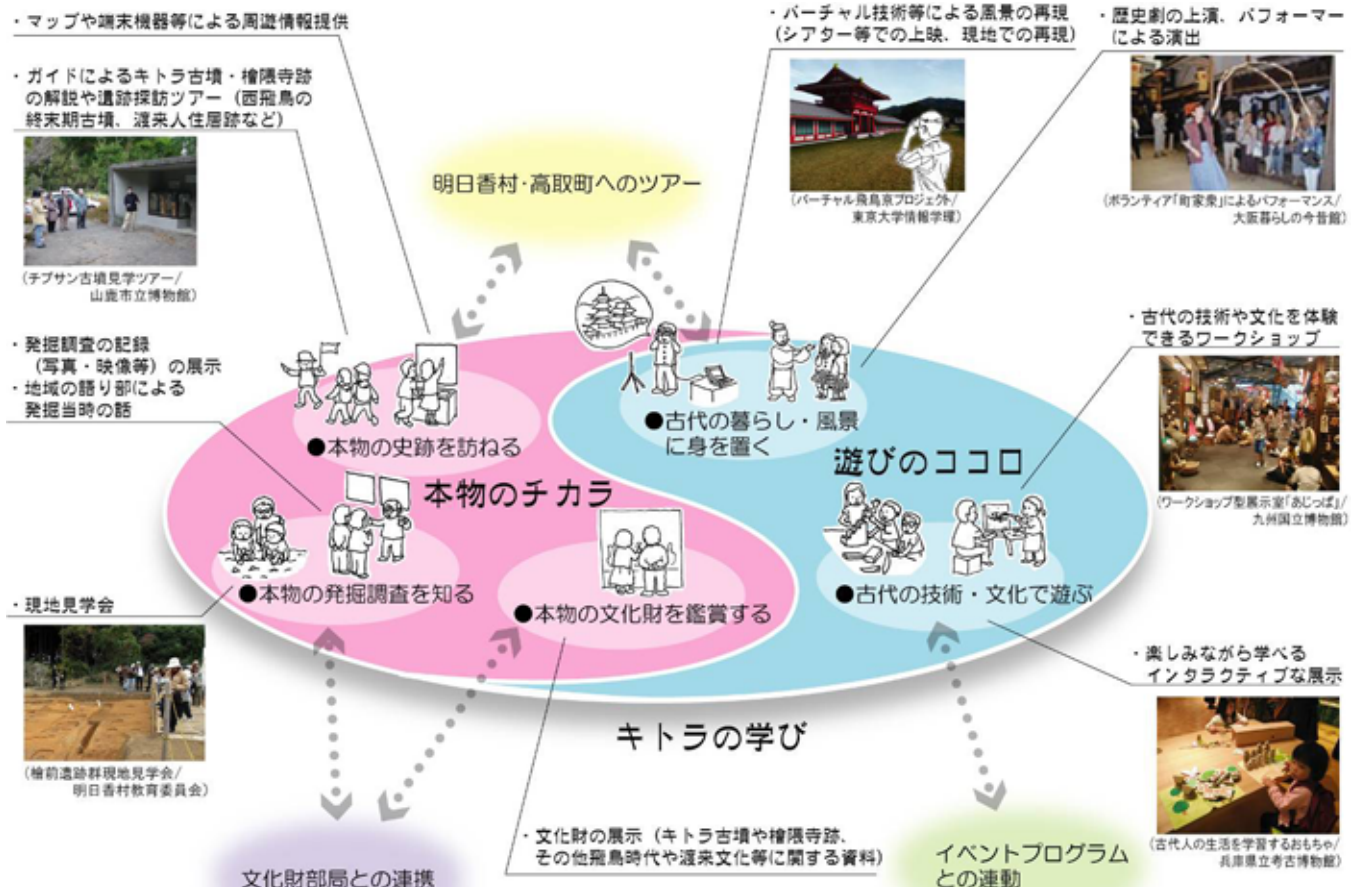 ・マップや端末機器等による周遊情報提供
・ガイドによるキトラ古墳・檜隈寺跡
の解説や遺跡探訪ツアー（西飛鳥の
終末期古墳、渡来人住居跡など）
（チブサン古墳見学ツアー/
山鹿市立博物館）
・発掘調査の記録
（写真・映像等）の展示
・地域の語り部による
発掘当時の話
・現地見学会
（檜前遺跡群現地見学会/
明日香村教育委員会）
明日香村・高取町へのツアー
・バーチャル技術等による風景の再現
（シアター等での上映、現地での再現）
（バーチャル飛鳥京プロジェクト/
東京大学情報学環）
・歴史劇の上演、パフォーマー
による演出
（ボランティア「町家衆」によるパフォーマンス/
大阪暮らしの今昔館）
・古代の技術や文化を体験
できるワークショップ
（ワークショップ型展示室「あじっぱ」/
九州国立博物館）
・楽しみながら学べる
インタラクティブな展示
（古代人の生活を学習するおもちゃ/
兵庫県立考古博物館）
●本物の史跡を訪ねる
本物のチカラ
●本物の発掘調査を知る
●本物の文化財を鑑賞する
●古代の暮らし・風景
に身を置く
遊びのココロ
●古代の技術・文化で遊ぶ
キトラの学び
・文化財の展示（キトラ古墳や檜隈寺跡、
その他飛鳥時代や渡来文化等に関する資料）
文化財部局との連携
イベントプログラム
との連動